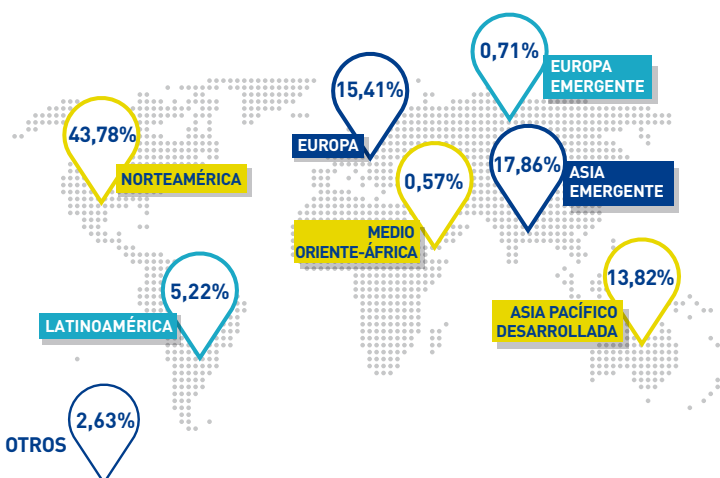 0,71%
EUROPA
EMERGENTE
15,41%
EUROPA
43,78%
NORTEAMÉRICA
17,86%
ASIA
EMERGENTE
0,57%
MEDIO
ORIENTE-ÁFRICA
5,22%
LATINOAMÉRICA
13,82%
ASIA PACÍFICO
DESARROLLADA
2,63%
OTROS